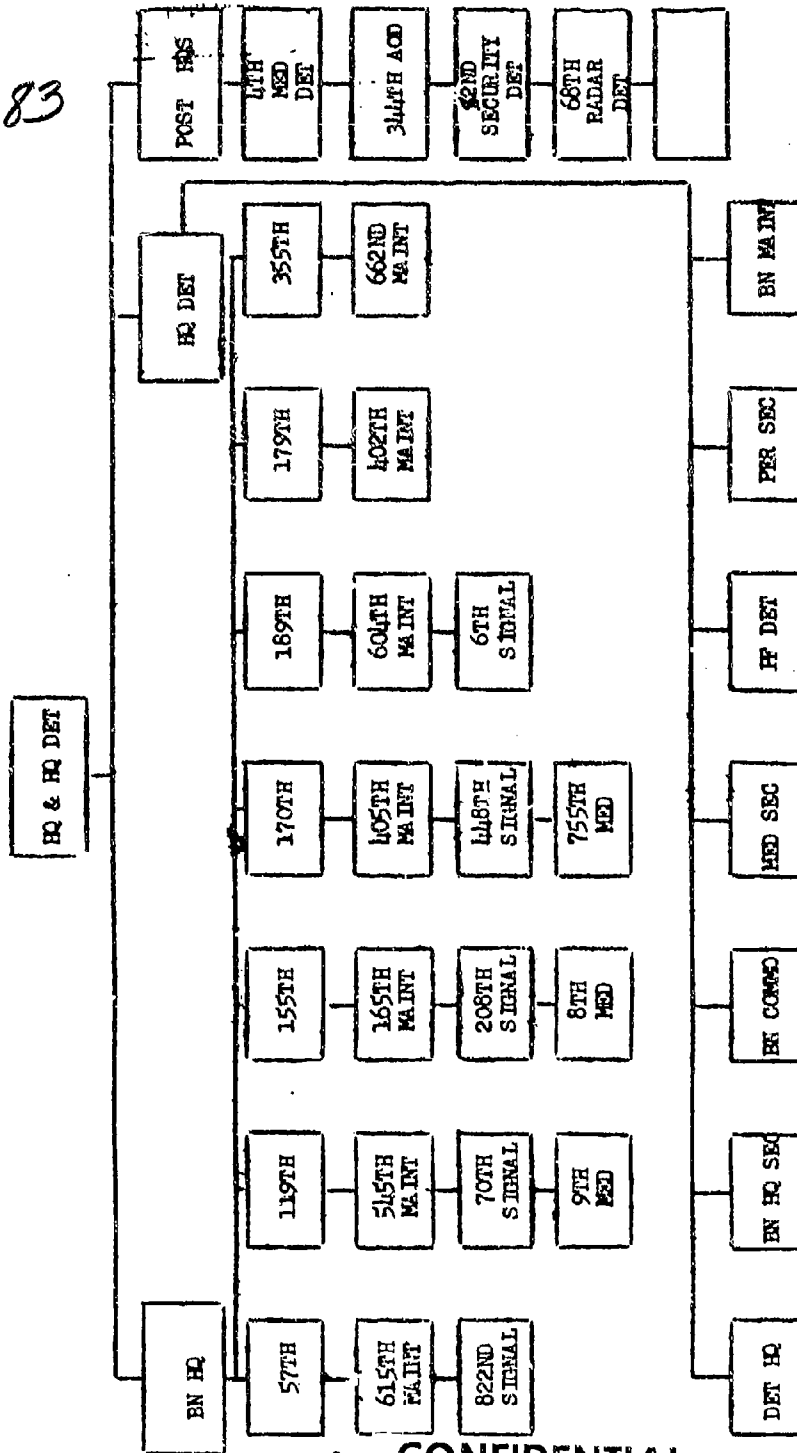 83
HQ & HQ DET
BN HQ
HQ DET
POST HQS
57TH
119TH
155TH
170TH
189TH
179TH
355TH
4TH
MED
DET
615TH
MAINT
545TH
MAINT
165TH
MAINT
405TH
MAINT
604TH
MAINT
402TH
MAINT
662ND
MAINT
344TH AOD
822ND
SIGNAL
70TH
SIGNAL
208TH
SIGNAL
448TH
SIGNAL
6TH
SIGNAL
SECURITY
DET
9TH
MED
8TH
MED
755TH
MED
68TH
RADAR
DET
DET HQ
BN HQ SEC
BN COMMO
MED SEC
PF DET
PER SEC
BN MAINT
CONFIDENTIAL